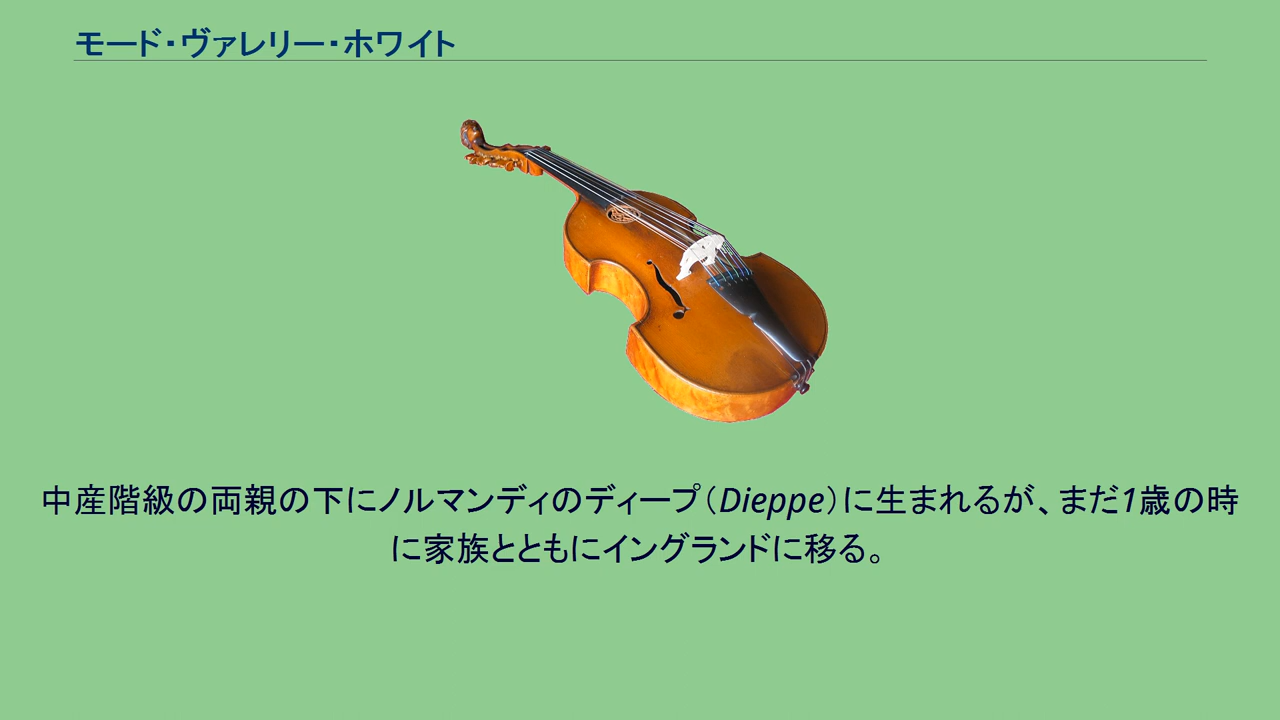 モード・ヴァレリー・ホワイト
中産階級の両親の下にノルマンディのディープ（Dieppe）に生まれるが、まだ1歳の時
に家族とともにイングランドに移る。